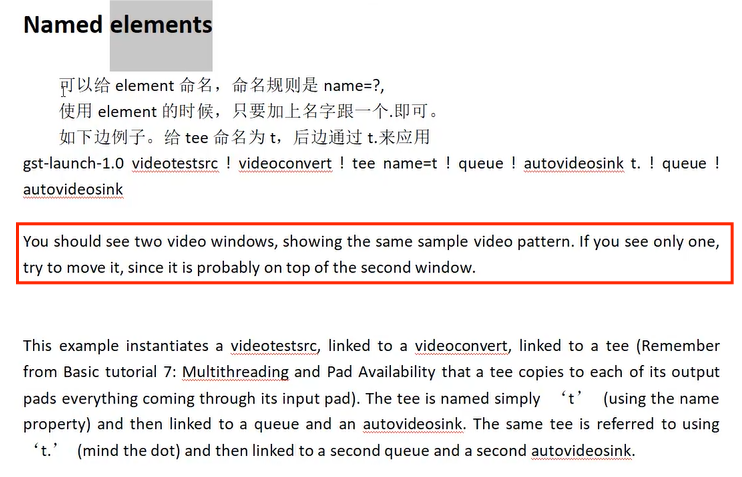 Named elements
可以给 element 命名，命名规则是 name=?,
使用 element 的时候，只要加上名字跟一个.即可。
如下边例子。给 tee 命名为 t，后边通过 t.来应用
gst-launch-1.0 videotestsrc ! videoconvert ! tee name=t ! queue ! autovideosink t. ! queue !
autovideosink
You should see two video windows, showing the same sample video pattern. If you see only one,
try to move it, since it is probably on top of the second window.
This example instantiates a videotestsrc, linked to a videoconvert, linked to a tee (Remember
from Basic tutorial 7: Multithreading and Pad Availability that a tee copies to each of its output
pads everything coming through its input pad). The tee is named simply ‘t’ (using the name
property) and then linked to a queue and an autovideosink. The same tee is referred to using
‘t.’ (mind the dot) and then linked to a second queue and a second autovideosink.